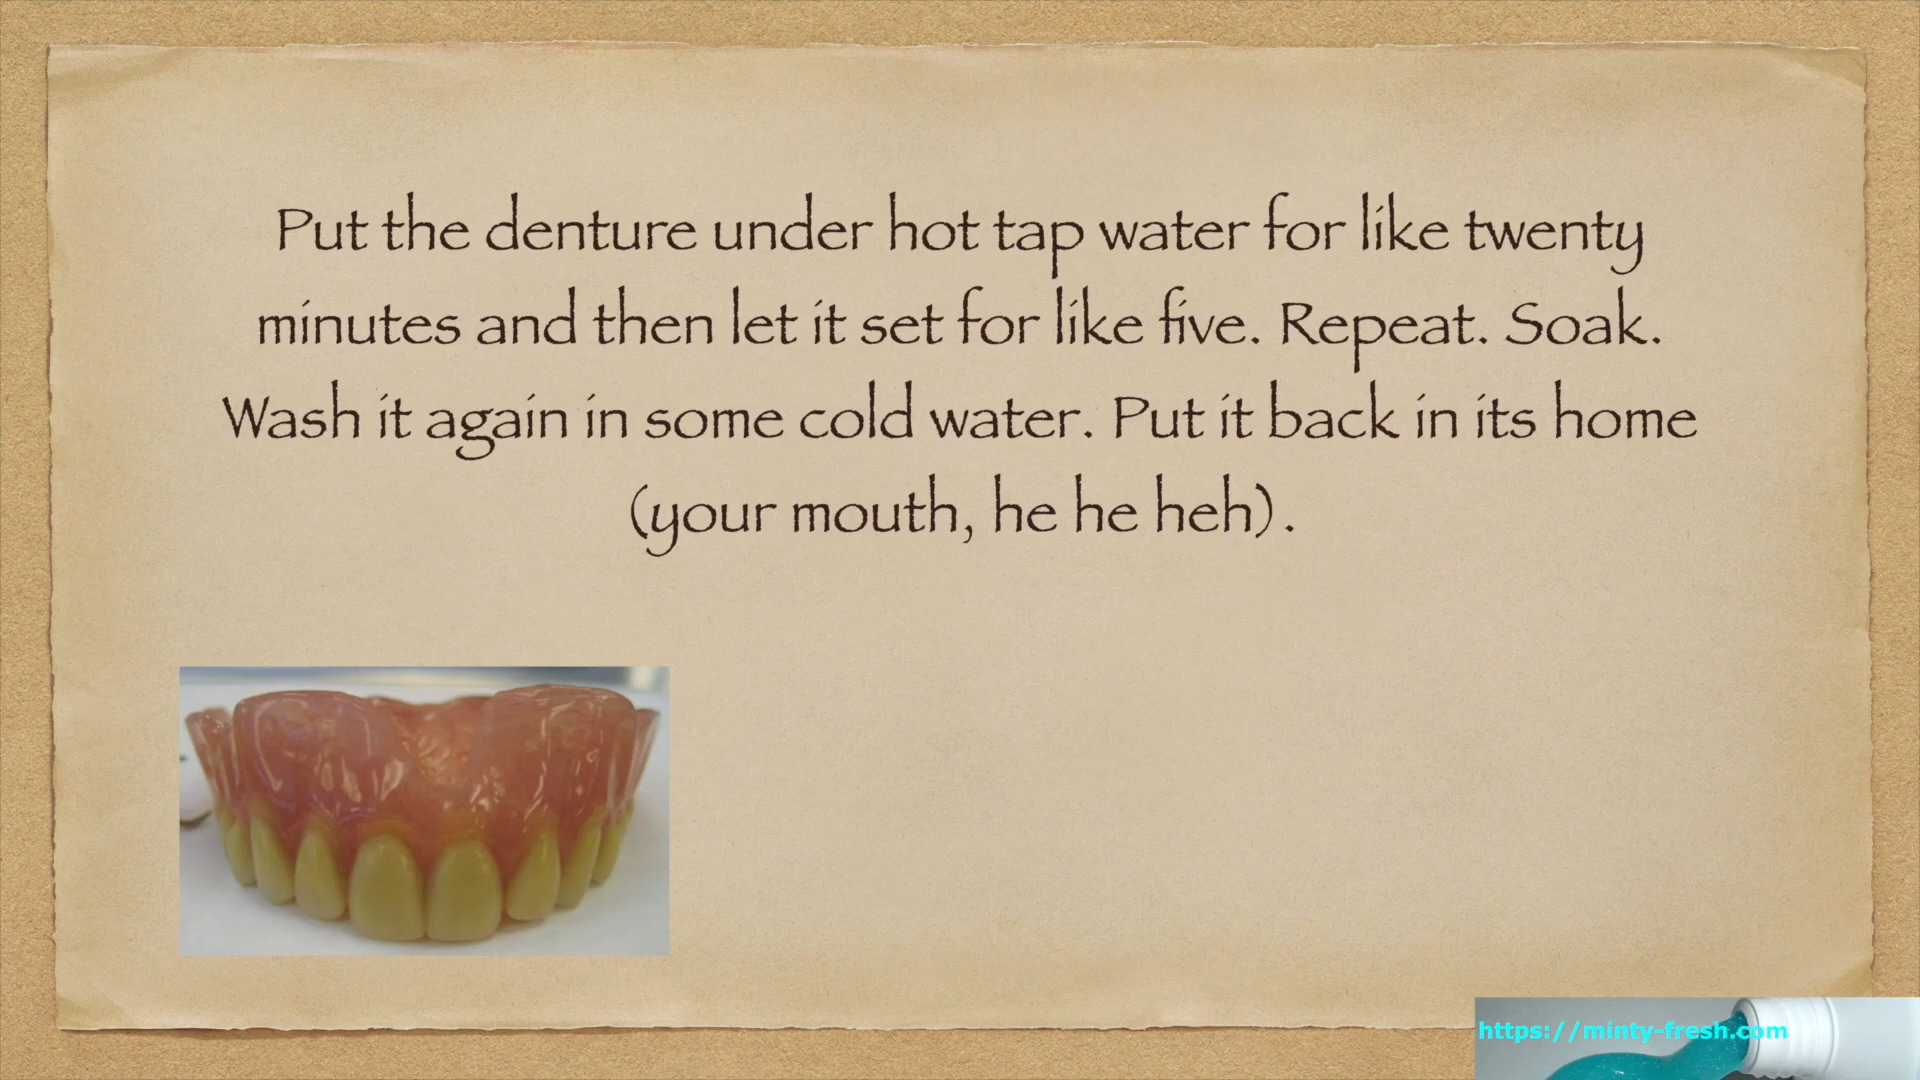 Put the denture under hot tap water for like twenty
minutes and then let it set for like five. Repeat. Soak.
Wash it again in some cold water. Put it back in its home
(your mouth, he he heh).
https://minty-fresh.com